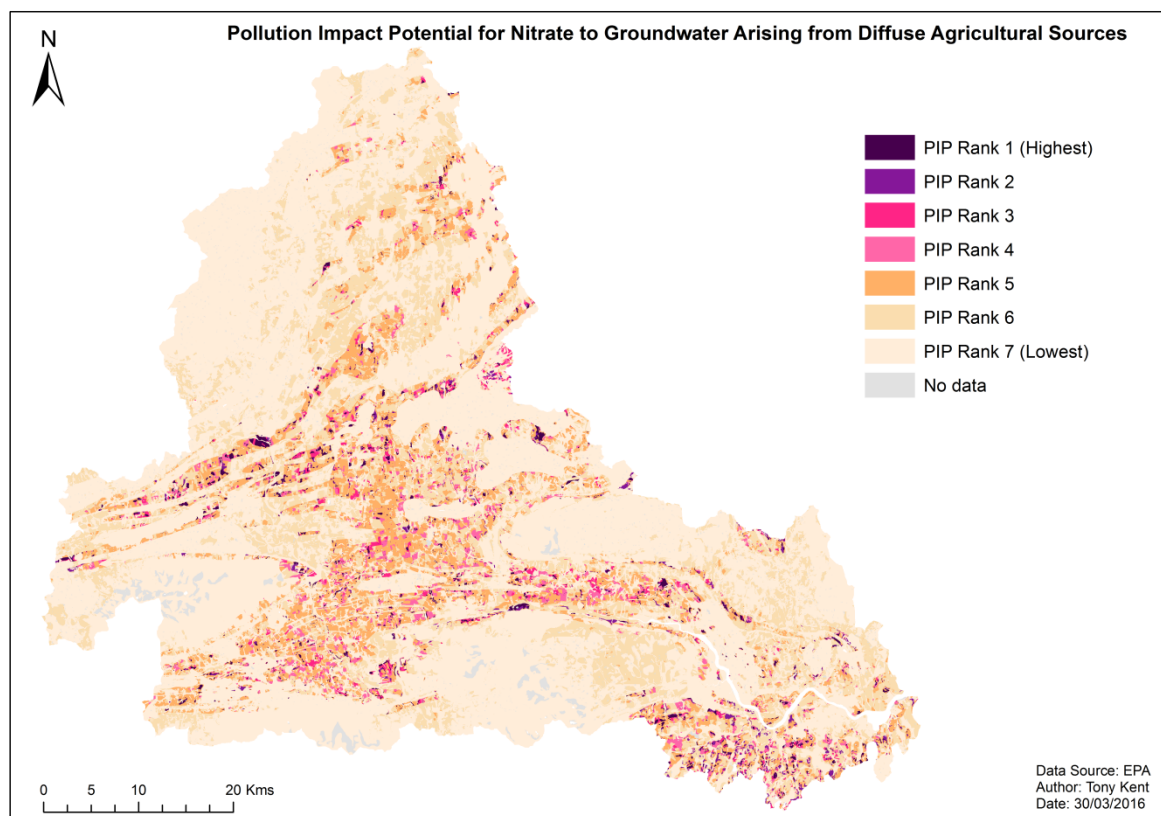 Pollution Impact Potential for Nitrate to Groundwater Arising from Diffuse Agricultural Sources
N
PIP Rank 1 (Highest)
PIP Rank 2
PIP Rank 3
PIP Rank 4
PIP Rank 5
PIP Rank 6
PIP Rank 7 (Lowest)
No data
0 5 10 20 Kms
Data Source: EPA
Author: Tony Kent
Date: 30/03/2016